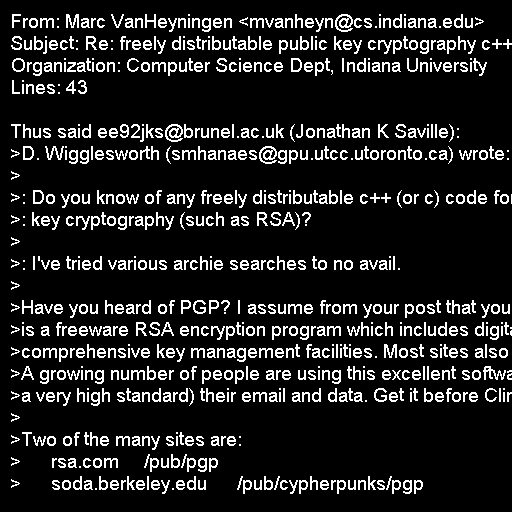 From: Marc VanHeyningen <mvanheyn@cs.indiana.edu>
Subject: Re: freely distributable public key cryptography c++
Organization: Computer Science Dept, Indiana University
Lines: 43

Thus said ee92jks@brunel.ac.uk (Jonathan K Saville):
>D. Wigglesworth (smhanaes@gpu.utcc.utoronto.ca) wrote:
>
>: Do you know of any freely distributable c++ (or c) code fo
>: key cryptography (such as RSA)?
>
>: I've tried various archie searches to no avail.
>
>Have you heard of PGP? I assume from your post that you
>is a freeware RSA encryption program which includes digita
>comprehensive key management facilities. Most sites also
>A growing number of people are using this excellent softwa
>a very high standard) their email and data. Get it before Clin
>
>Two of the many sites are:
> rsa.com /pub/pgp
> soda.berkeley.edu /pub/cypherpunks/pgp